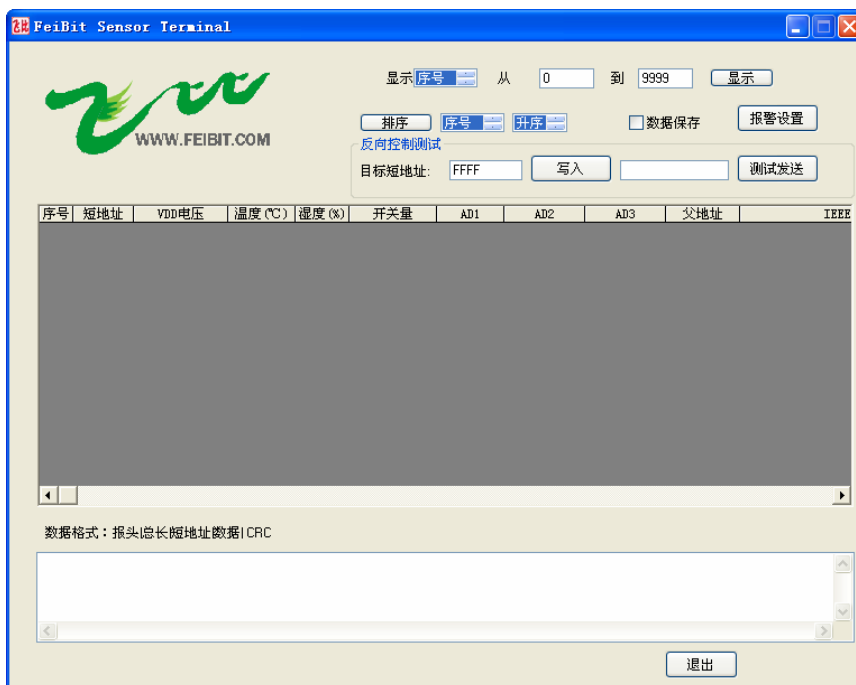 飞比 FeiBit Sensor Terminal
WWW.FEIBIT.COM
显示 序号 从 0 到 9999 显示
排序 序号 升序 数据保存 报警设置
反向控制测试
目标短地址: FFFF 写入 测试发送
序号 短地址 VDD电压 温度(℃) 湿度(%) 开关量 AD1 AD2 AD3 父地址 IEEE
数据格式:报头|总长|短地址|数据| CRC
退出